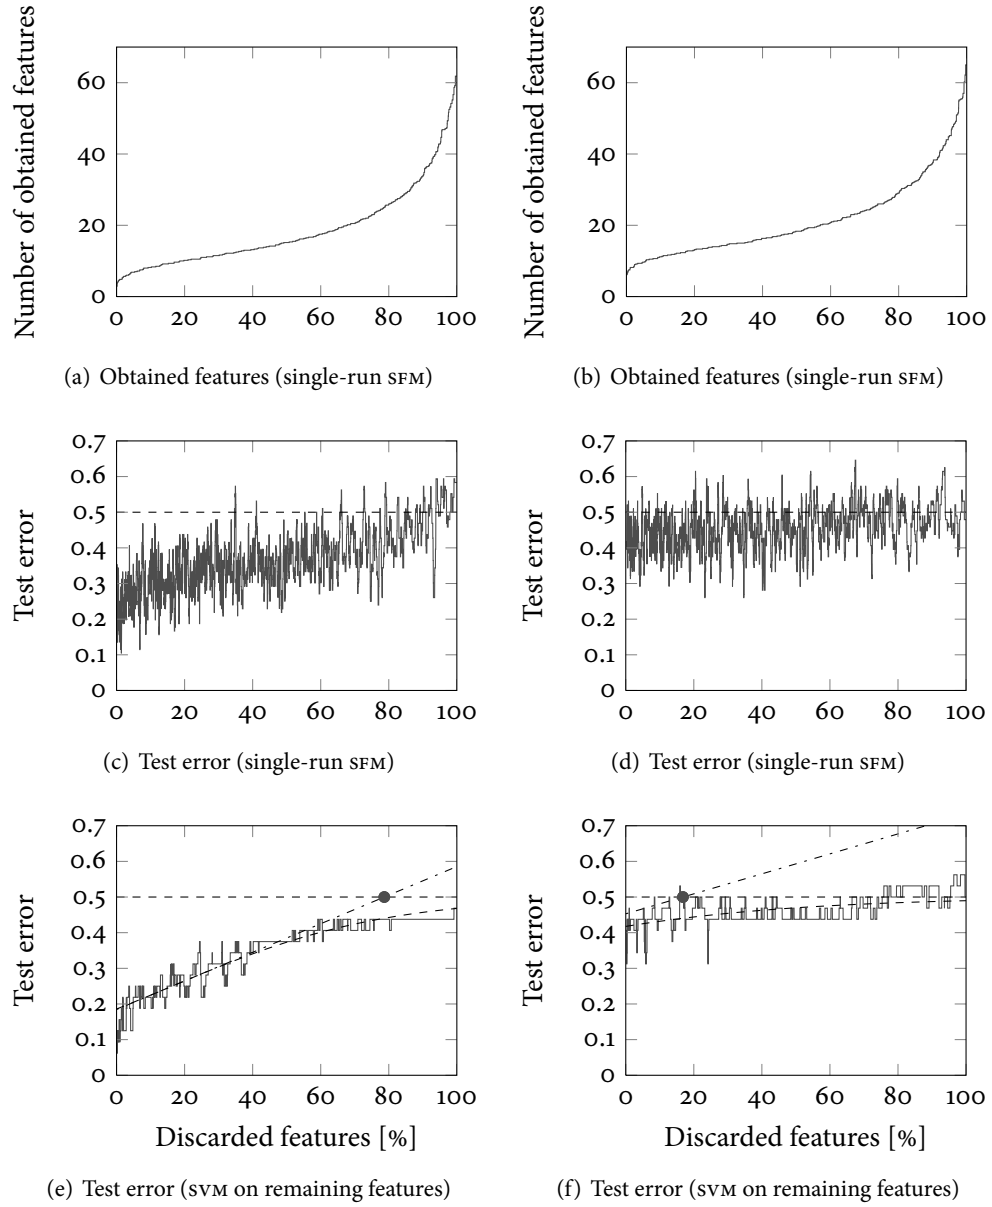 Number of obtained features
60
40
20
0
0 20 40 60 80 100
(a) Obtained features (single-run SFM)
Number of obtained features
60
40
20
0
0 20 40 60 80 100
(b) Obtained features (single-run SFM)
Test error
0.7
0.6
0.5
0.4
0.3
0.2
0.1
0
0 20 40 60 80 100
(c) Test error (single-run SFM)
Test error
0.7
0.6
0.5
0.4
0.3
0.2
0.1
0
0 20 40 60 80 100
(d) Test error (single-run SFM)
Test error
0.7
0.6
0.5
0.4
0.3
0.2
0.1
0
0 20 40 60 80 100
Discarded features [%]
(e) Test error (SVM on remaining features)
Test error
0.7
0.6
0.5
0.4
0.3
0.2
0.1
0
0 20 40 60 80 100
Discarded features [%]
(f) Test error (SVM on remaining features)